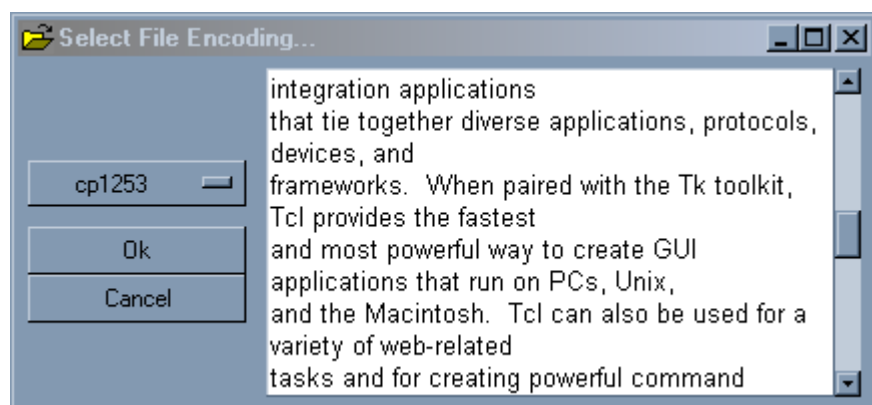 Select File Encoding...
cp1253
Ok
Cancel
integration applications
that tie together diverse applications, protocols,
devices, and
frameworks.  When paired with the Tk toolkit,
Tcl provides the fastest
and most powerful way to create GUI
applications that run on PCs, Unix,
and the Macintosh.  Tcl can also be used for a
variety of web-related
tasks and for creating powerful command